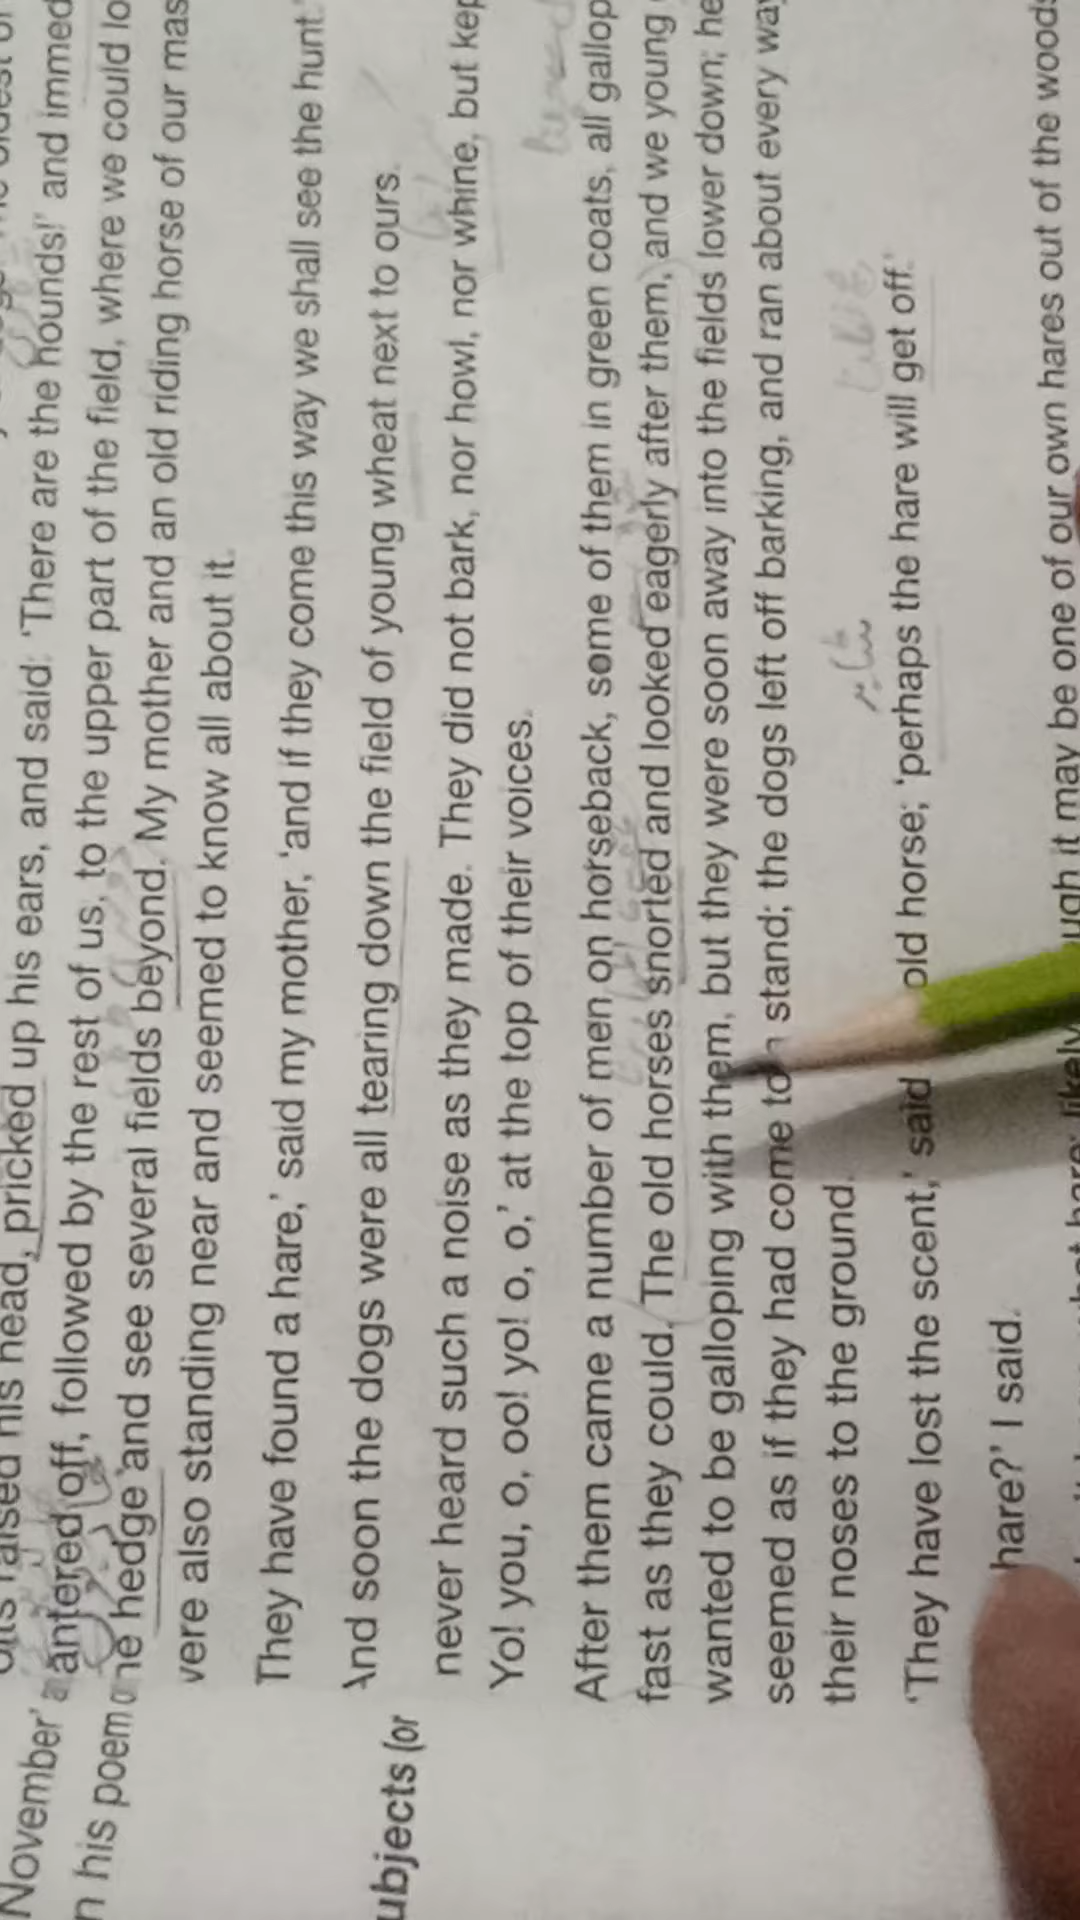 November'
n his poem
ubjects (or
raised his head, pricked up his ears, and said: 'There are the hounds!' and immed
antered off, followed by the rest of us, to the upper part of the field, where we could lo
he hedge and see several fields beyond. My mother and an old riding horse of our mas
vere also standing near and seemed to know all about it.
They have found a hare,' said my mother, 'and if they come this way we shall see the hunt.'
And soon the dogs were all tearing down the field of young wheat next to ours.
never heard such a noise as they made. They did not bark, nor howl, nor whine, but kep
Yo! you, o, oo! yo! o, o,' at the top of their voices.
After them came a number of men on horseback, some of them in green coats, all gallop
fast as they could. The old horses snorted and looked eagerly after them, and we young
wanted to be galloping with them, but they were soon away into the fields lower down; he
seemed as if they had come to stand; the dogs left off barking, and ran about every way
their noses to the ground.
'They have lost the scent,' said old horse; 'perhaps the hare will get off.'
hare?' I said.
ugh it may be one of our own hares out of the woods